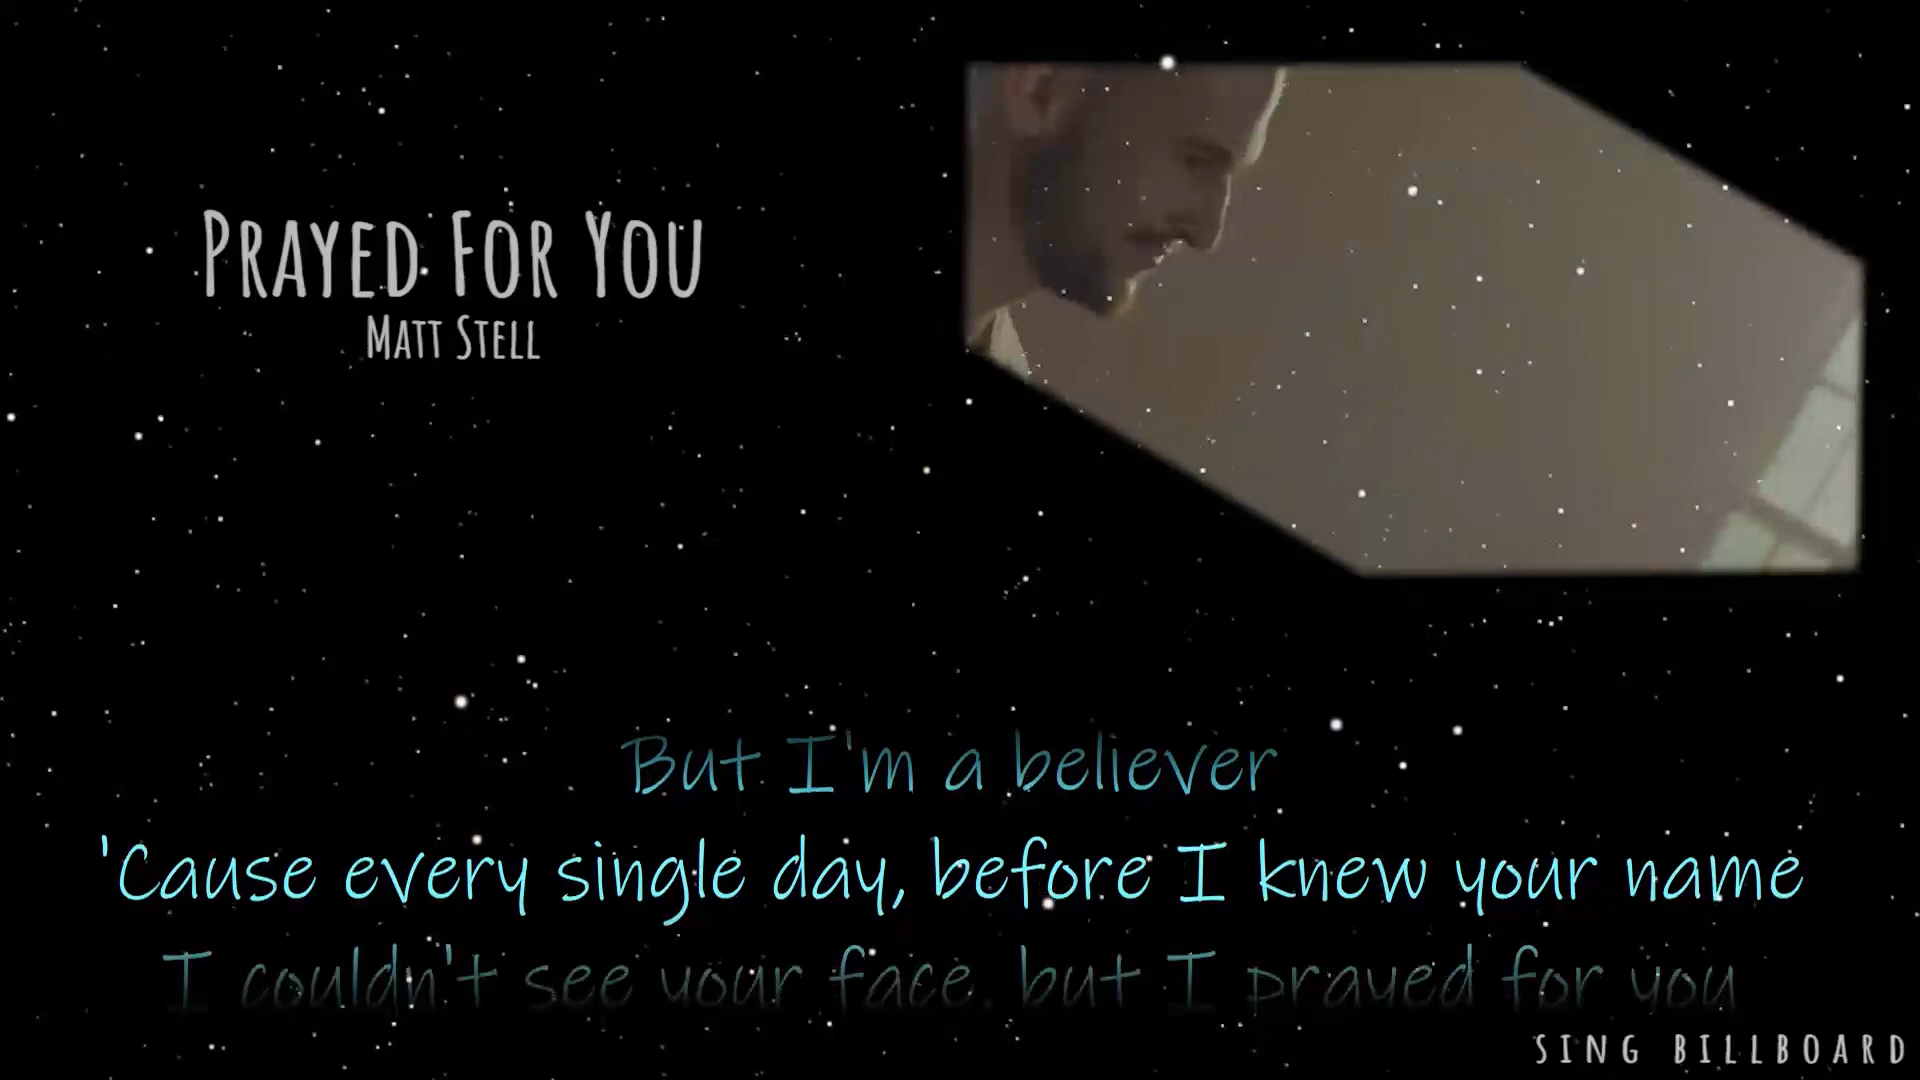 PRAYED FOR YOU
MATT STELL
But I'm a believer
'Cause every single day, before I knew your name
I couldn't see your face, but I prayed for you
SING BILLBOARD